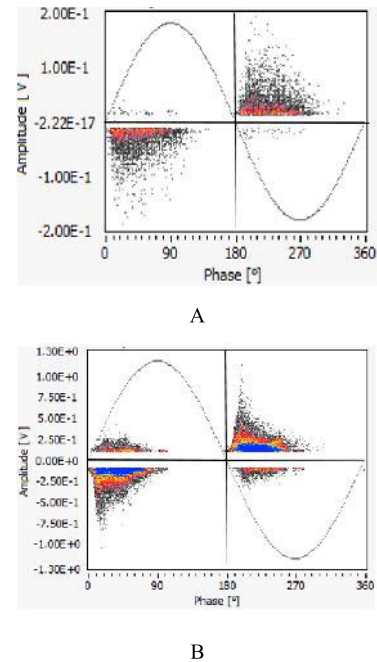 2.00E-1
1.00E-1
-2.22E-17
-1.00E-1
-2.00E-1
Amplitude [ V ]
0 90 180 270 360
Phase [º]
A
1.30E+0
1.00E+0
7.50E-1
5.00E-1
2.50E-1
0.00E+0
-2.50E-1
-5.00E-1
-7.50E-1
-1.00E+0
-1.30E+0
Amplitude [ V ]
0 90 180 270 360
Phase [º]
B